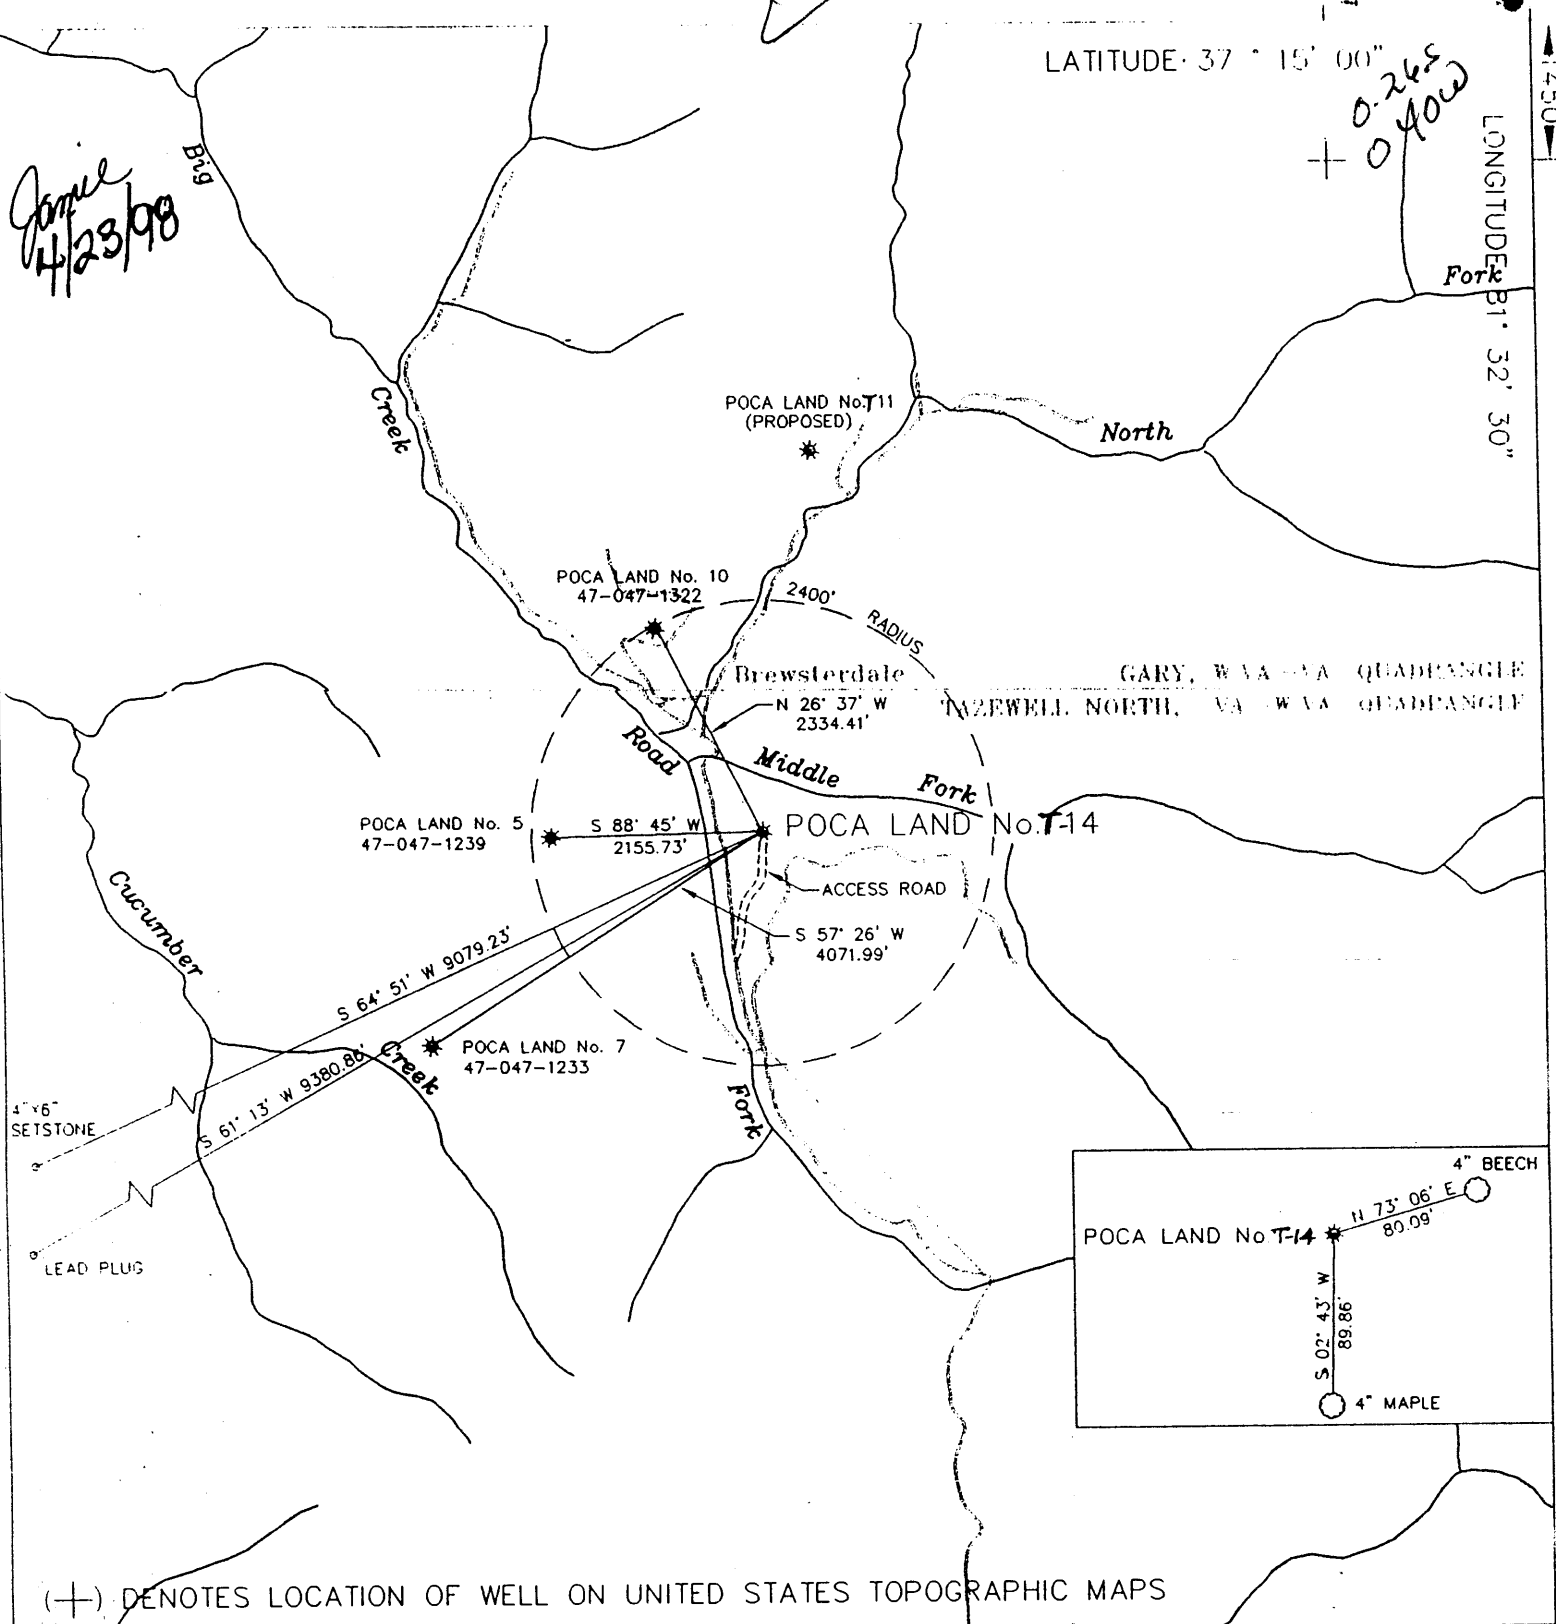 LATITUDE 37° 15' 00"
0.26S
0.40W
1450
LONGITUDE 81° 32' 30"
Jamie
4/23/98
Big
Fork
Creek
POCA LAND No.T11
(PROPOSED)
North
POCA LAND No. 10
47-047-1322
2400'
RADIUS
Brewsterdale
GARY, W VA - VA QUADRANGLE
TAZEWELL NORTH, VA - W VA QUADRANGLE
N 26° 37' W
2334.41'
Road
Middle
Fork
POCA LAND No. 5
47-047-1239
S 88° 45' W
2155.73'
POCA LAND No.T-14
ACCESS ROAD
Cucumber
S 57° 26' W
4071.99'
S 64° 51' W 9079.23'
S 61° 13' W 9380.86'
Creek
POCA LAND No. 7
47-047-1233
Fork
4"X6"
SETSTONE
LEAD PLUG
4" BEECH
N 73° 06' E
80.09'
POCA LAND No.T-14
S 02° 43' W
89.86'
4" MAPLE
(+) DENOTES LOCATION OF WELL ON UNITED STATES TOPOGRAPHIC MAPS